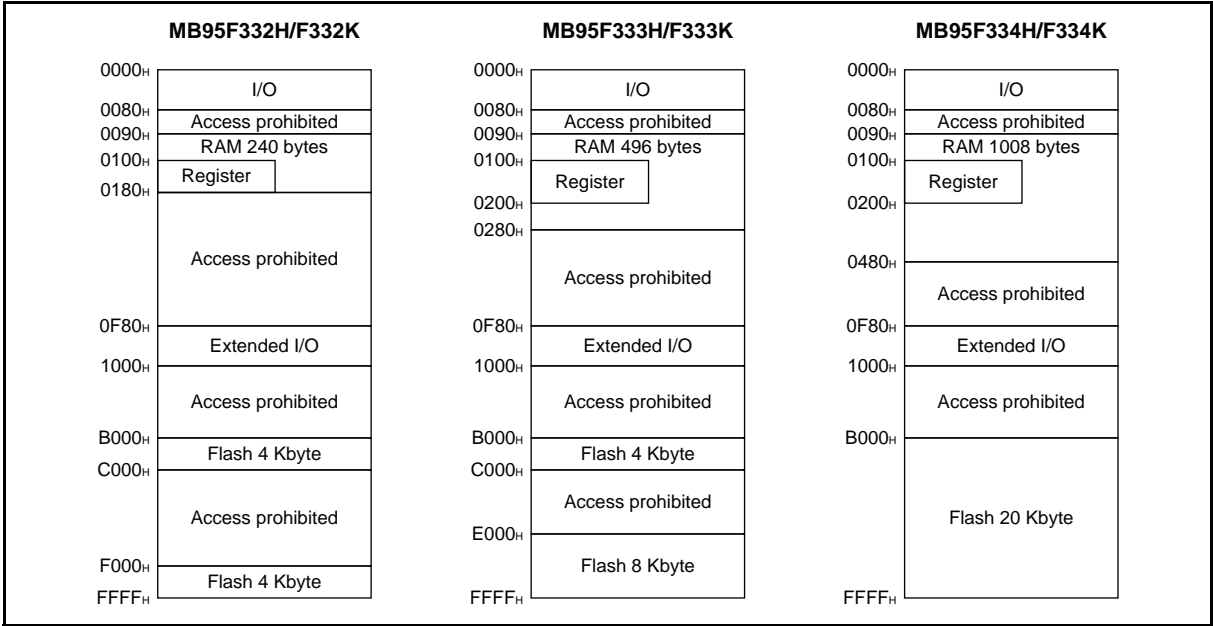 MB95F332H/F332K
0000H
I/O
0080H
Access prohibited
0090H
RAM 240 bytes
0100H
Register
0180H
Access prohibited
0F80H
Extended I/O
1000H
Access prohibited
B000H
Flash 4 Kbyte
C000H
Access prohibited
F000H
Flash 4 Kbyte
FFFFH
MB95F333H/F333K
0000H
I/O
0080H
Access prohibited
0090H
RAM 496 bytes
0100H
Register
0200H
0280H
Access prohibited
0F80H
Extended I/O
1000H
Access prohibited
B000H
Flash 4 Kbyte
C000H
Access prohibited
E000H
Flash 8 Kbyte
FFFFH
MB95F334H/F334K
0000H
I/O
0080H
Access prohibited
0090H
RAM 1008 bytes
0100H
Register
0200H
0480H
Access prohibited
0F80H
Extended I/O
1000H
Access prohibited
B000H
Flash 20 Kbyte
FFFFH